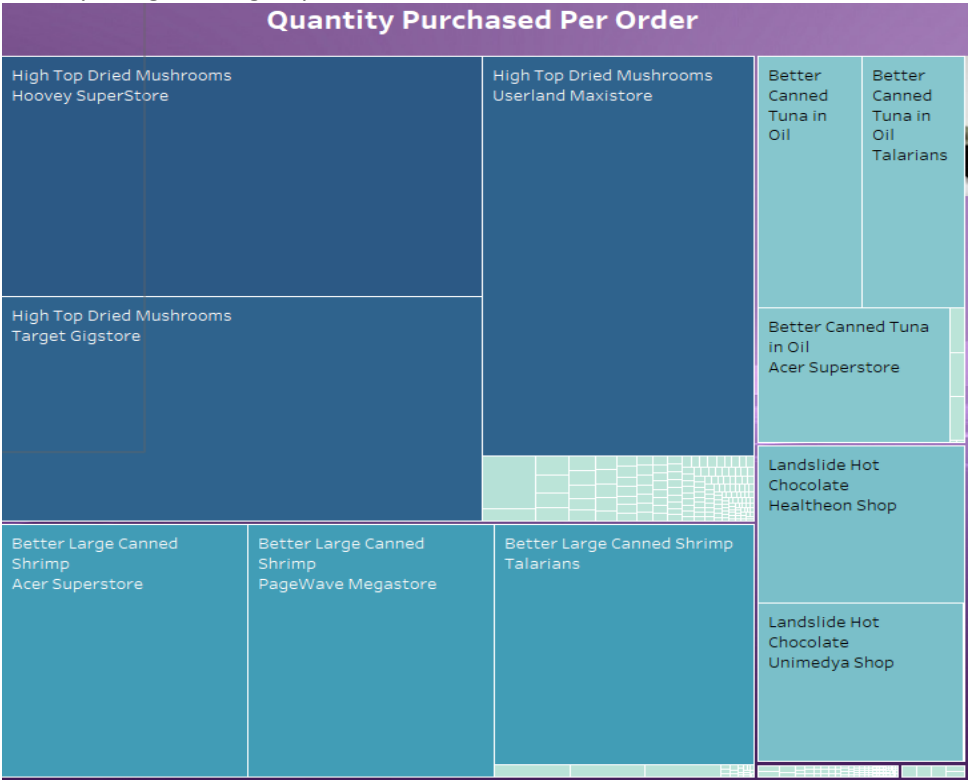 Quantity Purchased Per Order
High Top Dried Mushrooms
Hoovey SuperStore
High Top Dried Mushrooms
Userland Maxistore
Better
Canned
Tuna in
Oil
Better
Canned
Tuna in
Oil
Talarians
High Top Dried Mushrooms
Target Gigstore
Better Canned Tuna
in Oil
Acer Superstore
Landslide Hot
Chocolate
Healtheon Shop
Better Large Canned
Shrimp
Acer Superstore
Better Large Canned
Shrimp
PageWave Megastore
Better Large Canned Shrimp
Talarians
Landslide Hot
Chocolate
Unimedya Shop